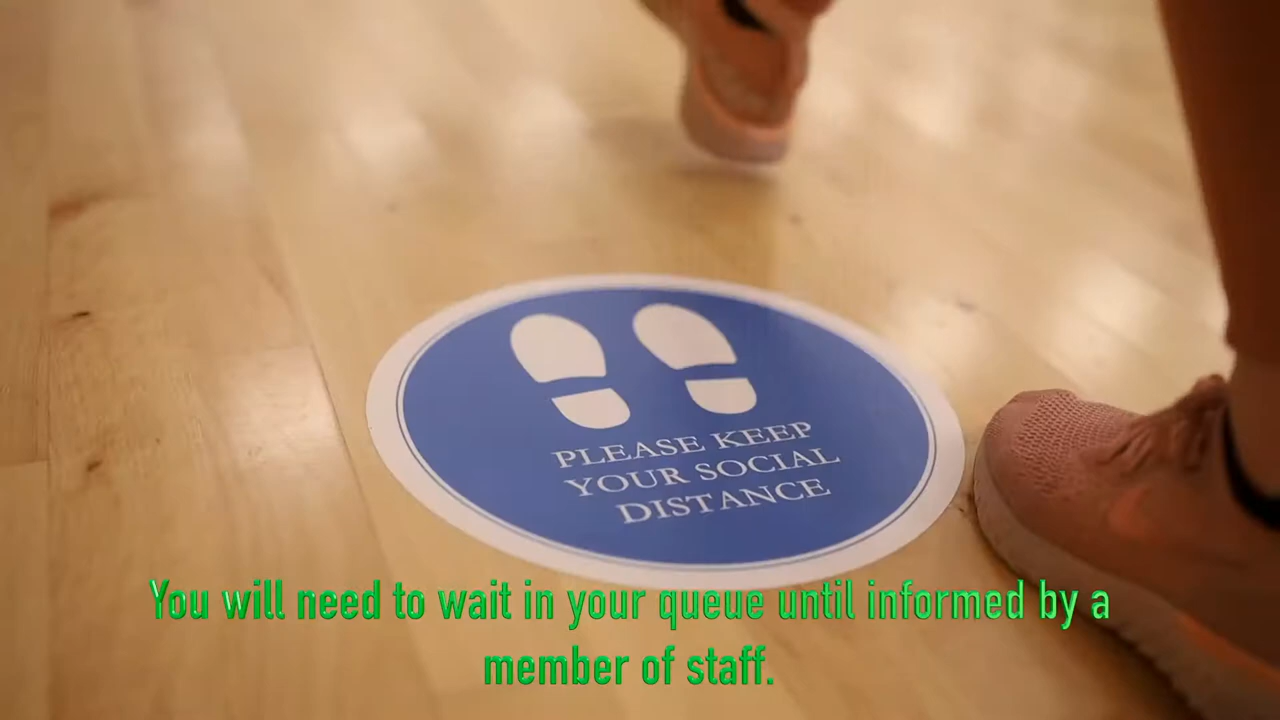 PLEASE KEEP
YOUR SOCIAL
DISTANCE
You will need to wait in your queue until informed by a
member of staff.